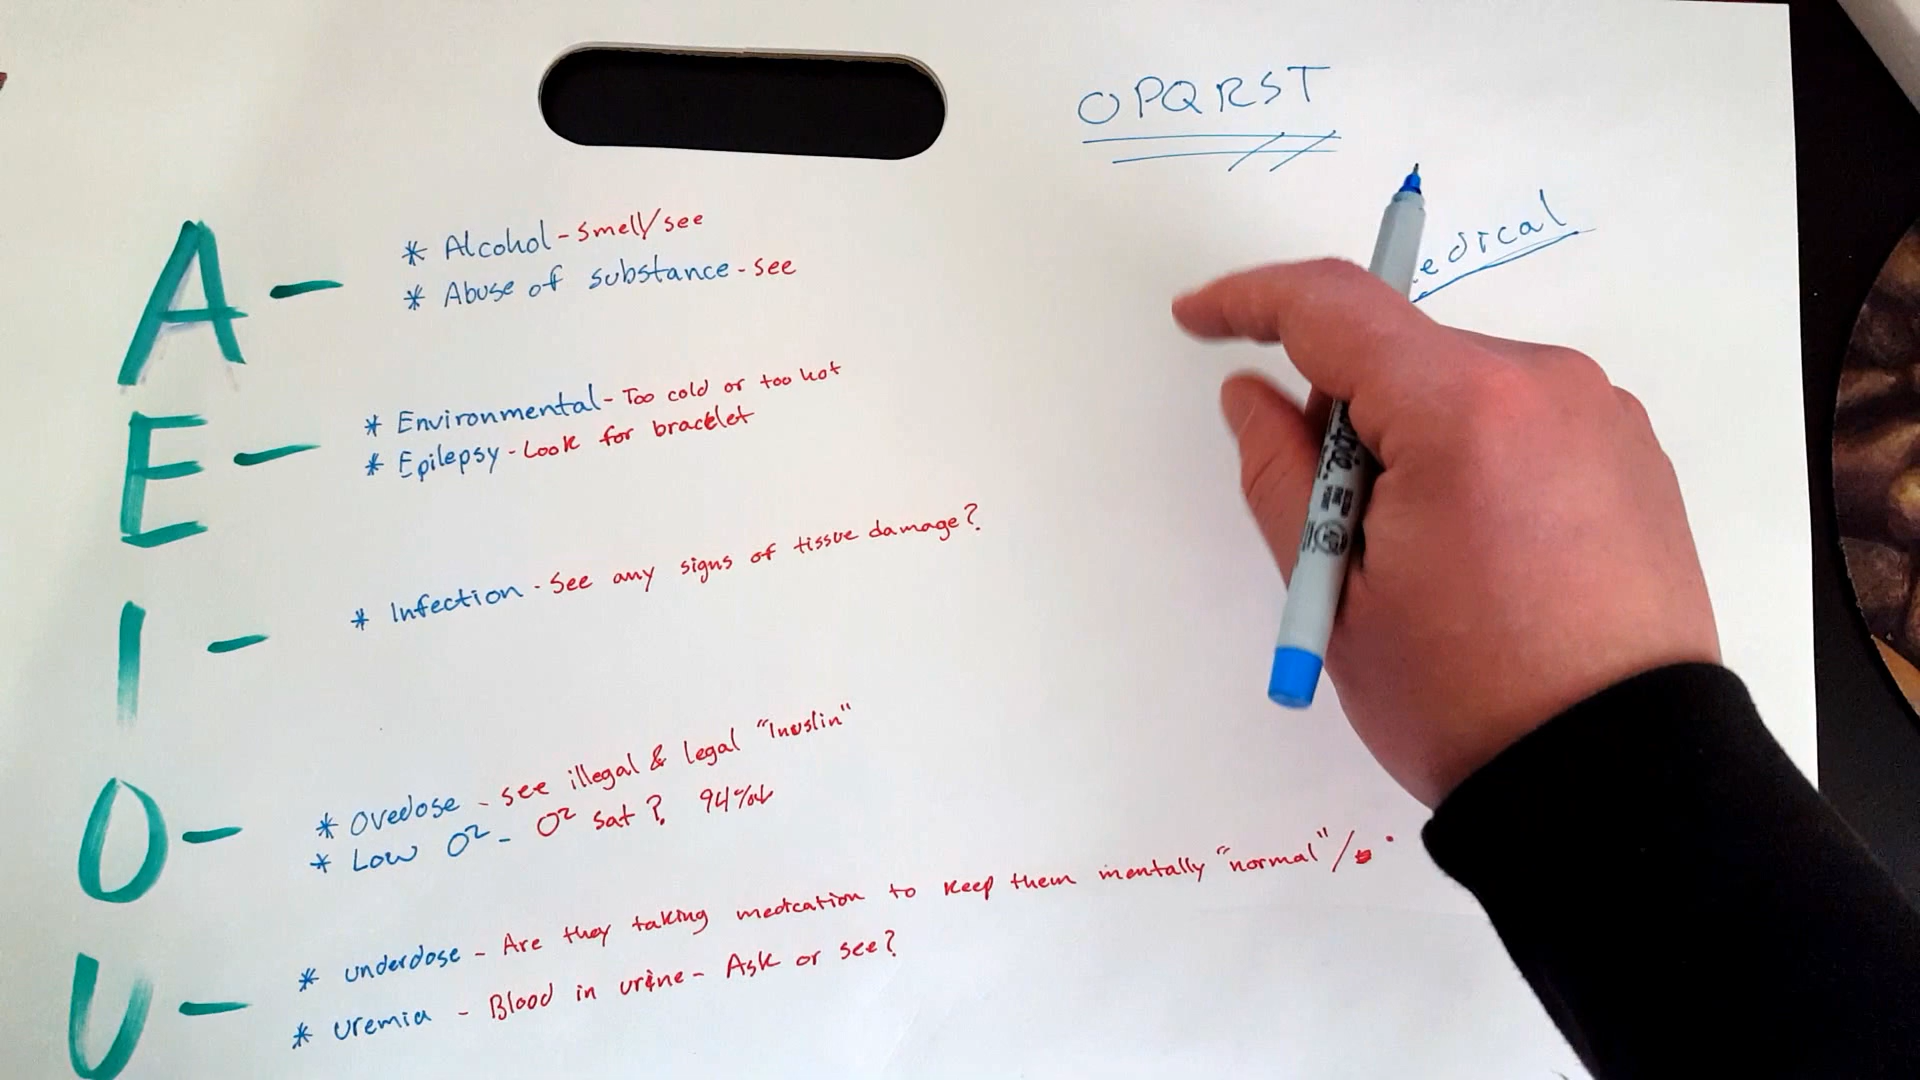 OPQRST
edical
A - * Alcohol - smell/see
* Abuse of substance - see
E - * Environmental - Too cold or too hot
* Epilepsy - Look for bracelet
I - * Infection - See any signs of tissue damage?
O - * Ovedose - see illegal & legal "Inuslin"
* Low O² - O² sat? 94%↓
U - * underdose - Are they taking medication to keep them mentally "normal"/
* uremia - Blood in urine - Ask or see?